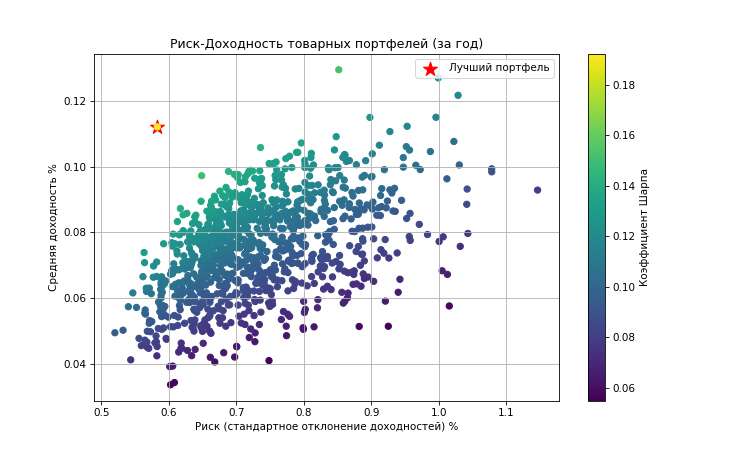 Риск-Доходность товарных портфелей (за год)
Лучший портфель
Средняя доходность %
0.12
0.10
0.08
0.06
0.04
0.5 0.6 0.7 0.8 0.9 1.0 1.1
Риск (стандартное отклонение доходностей) %
0.18
0.16
0.14
0.12
0.10
0.08
0.06
Коэффициент Шарпа